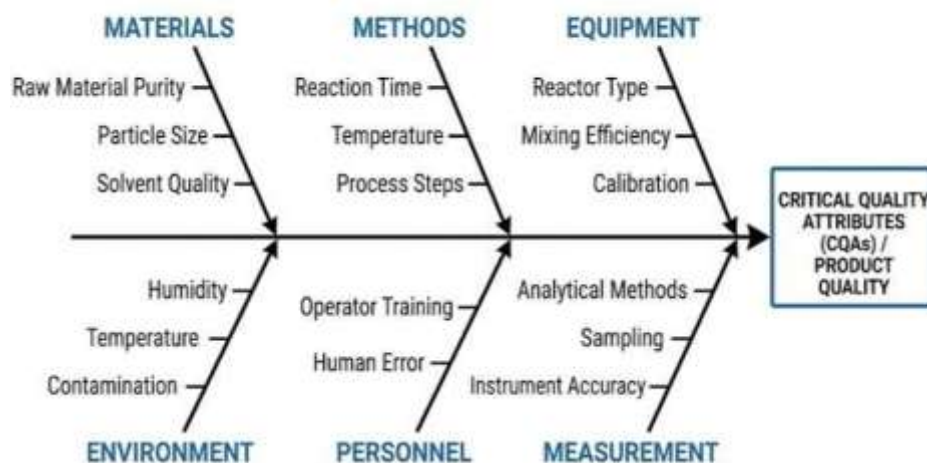 MATERIALS
METHODS
EQUIPMENT
Raw Material Purity
Particle Size
Solvent Quality
Reaction Time
Temperature
Process Steps
Reactor Type
Mixing Efficiency
Calibration
CRITICAL QUALITY
ATTRIBUTES
(CQAs) /
PRODUCT
QUALITY
Humidity
Temperature
Contamination
Operator Training
Human Error
Analytical Methods
Sampling
Instrument Accuracy
ENVIRONMENT
PERSONNEL
MEASUREMENT